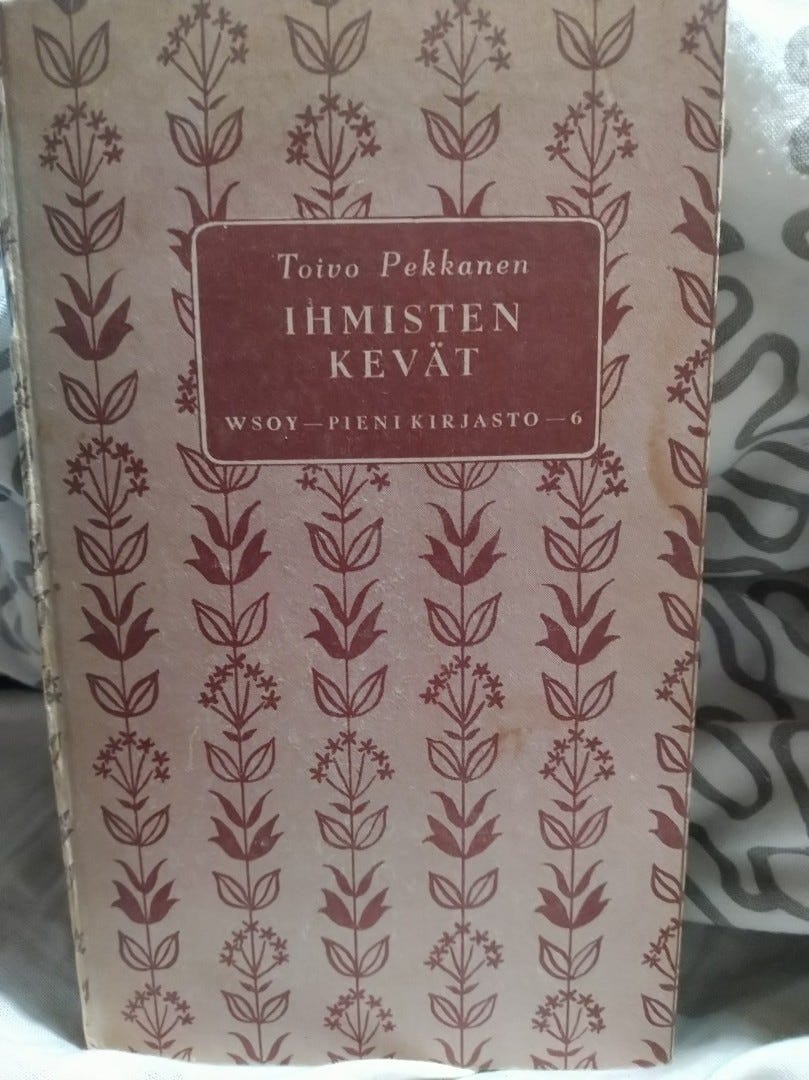 Toivo Pekkanen
IHMISTEN
KEVÄT
WSOY — PIENI KIRJASTO — 6